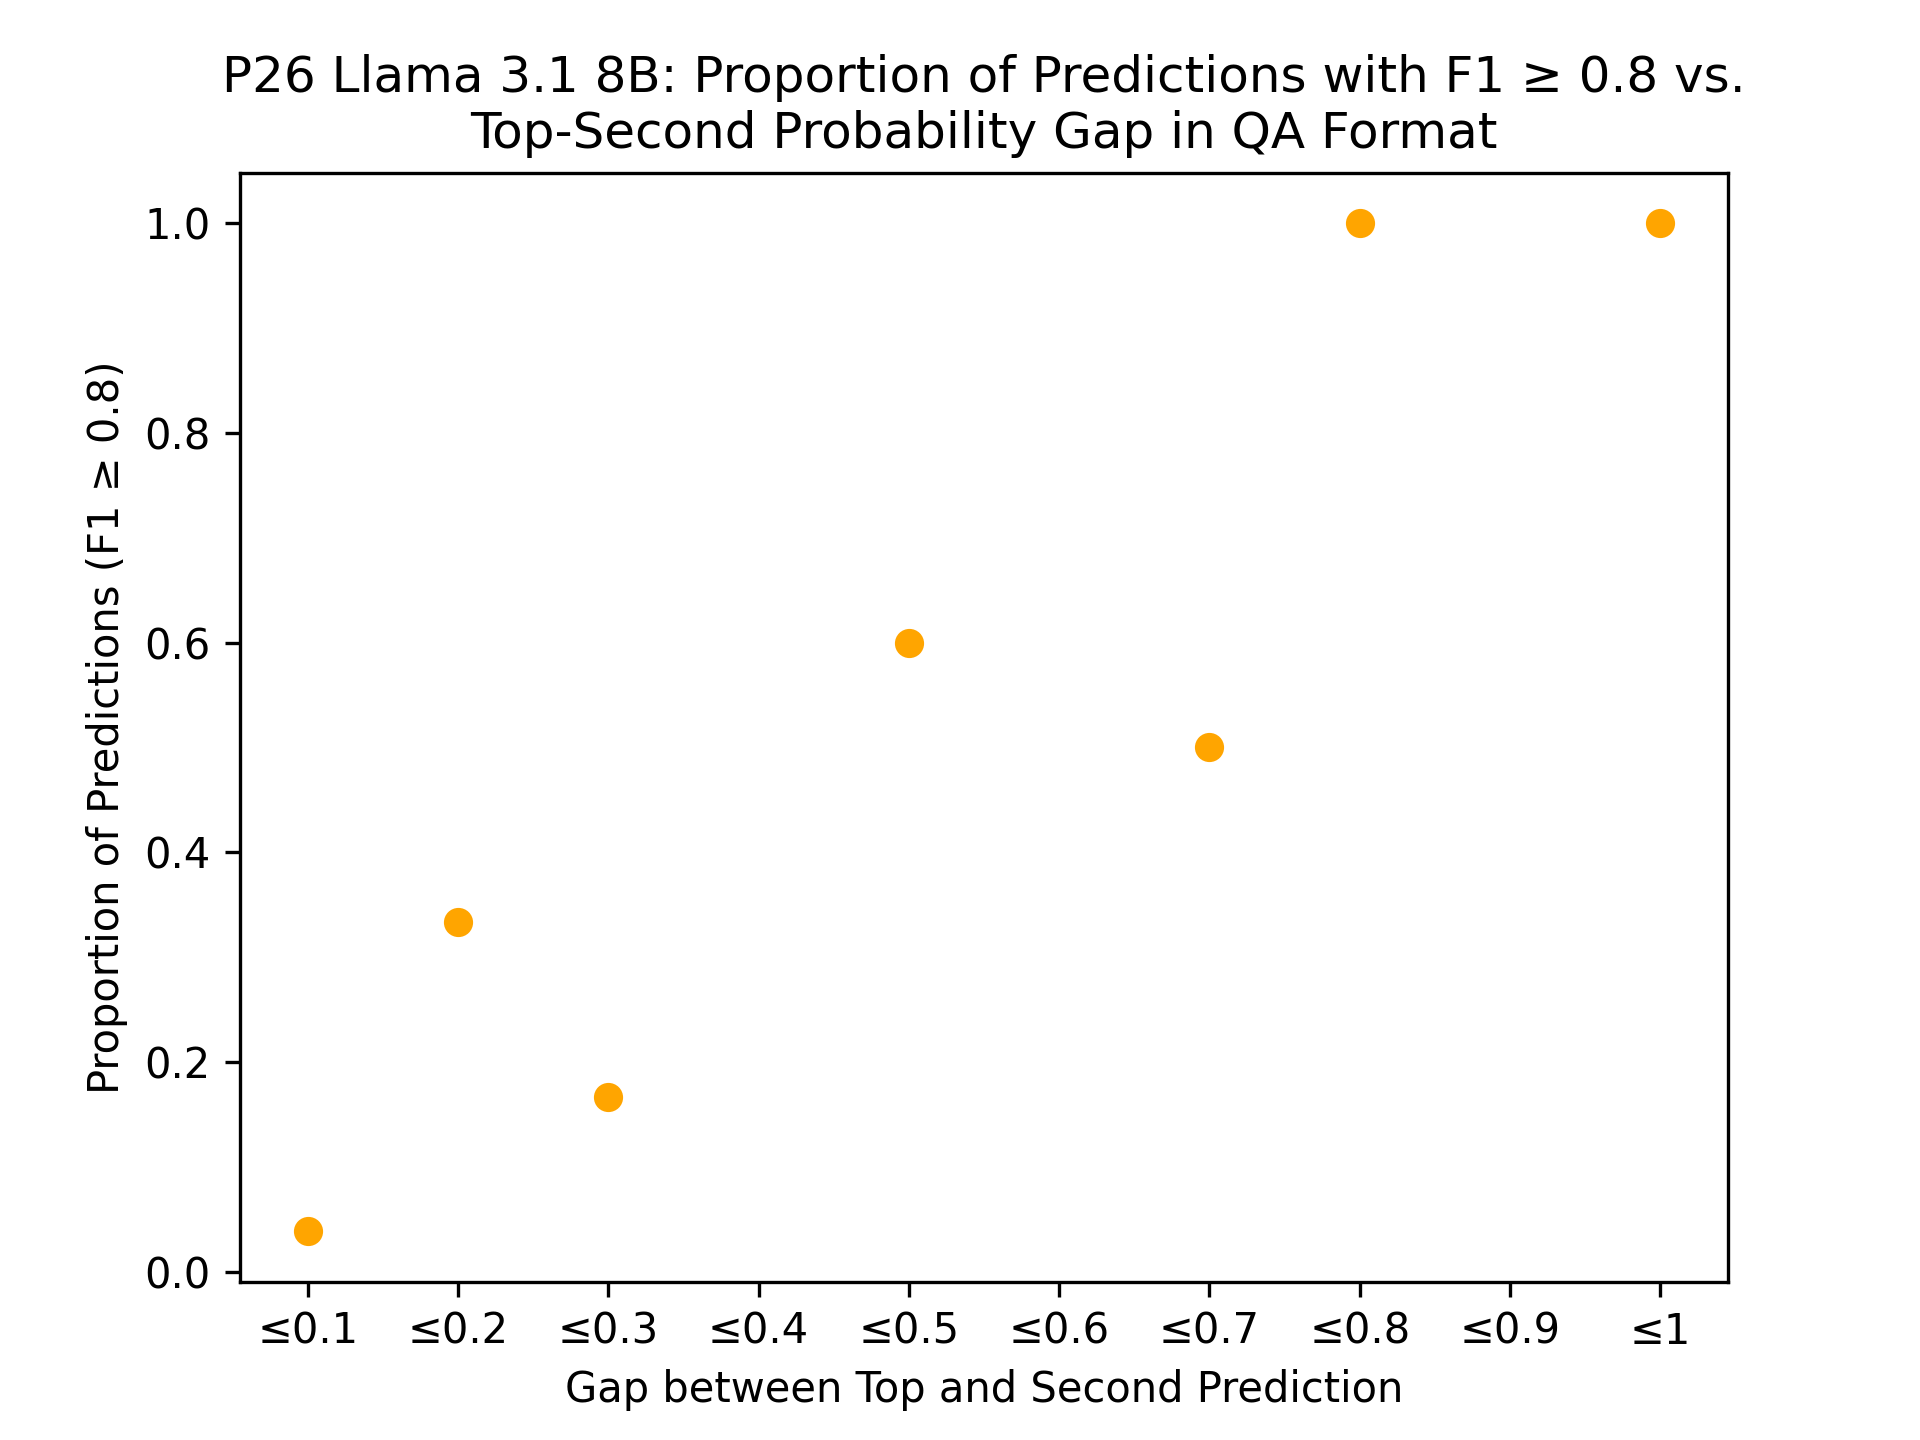 P26 Llama 3.1 8B: Proportion of Predictions with F1 ≥ 0.8 vs.
Top-Second Probability Gap in QA Format
Proportion of Predictions (F1 ≥ 0.8)
1.0
0.8
0.6
0.4
0.2
0.0
≤0.1 ≤0.2 ≤0.3 ≤0.4 ≤0.5 ≤0.6 ≤0.7 ≤0.8 ≤0.9 ≤1
Gap between Top and Second Prediction